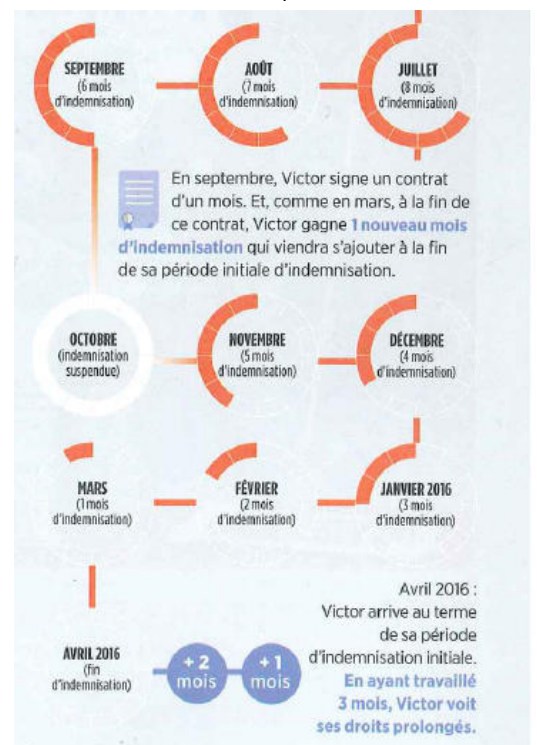 SEPTEMBRE
(6 mois
d'indemnisation)
AOÛT
(7 mois
d'indemnisation)
JUILLET
(8 mois
d'indemnisation)
En septembre, Victor signe un contrat
d'un mois. Et, comme en mars, à la fin de
ce contrat, Victor gagne 1 nouveau mois
d'indemnisation qui viendra s'ajouter à la fin
de sa période initiale d'indemnisation.
OCTOBRE
(indemnisation
suspendue)
NOVEMBRE
(5 mois
d'indemnisation)
DÉCEMBRE
(4 mois
d'indemnisation)
MARS
(1 mois
d'indemnisation)
FÉVRIER
(2 mois
d'indemnisation)
JANVIER 2016
(3 mois
d'indemnisation)
AVRIL 2016
(fin
d'indemnisation)
+ 2
mois
+ 1
mois
Avril 2016 :
Victor arrive au terme
de sa période
d'indemnisation initiale.
En ayant travaillé
3 mois, Victor voit
ses droits prolongés.